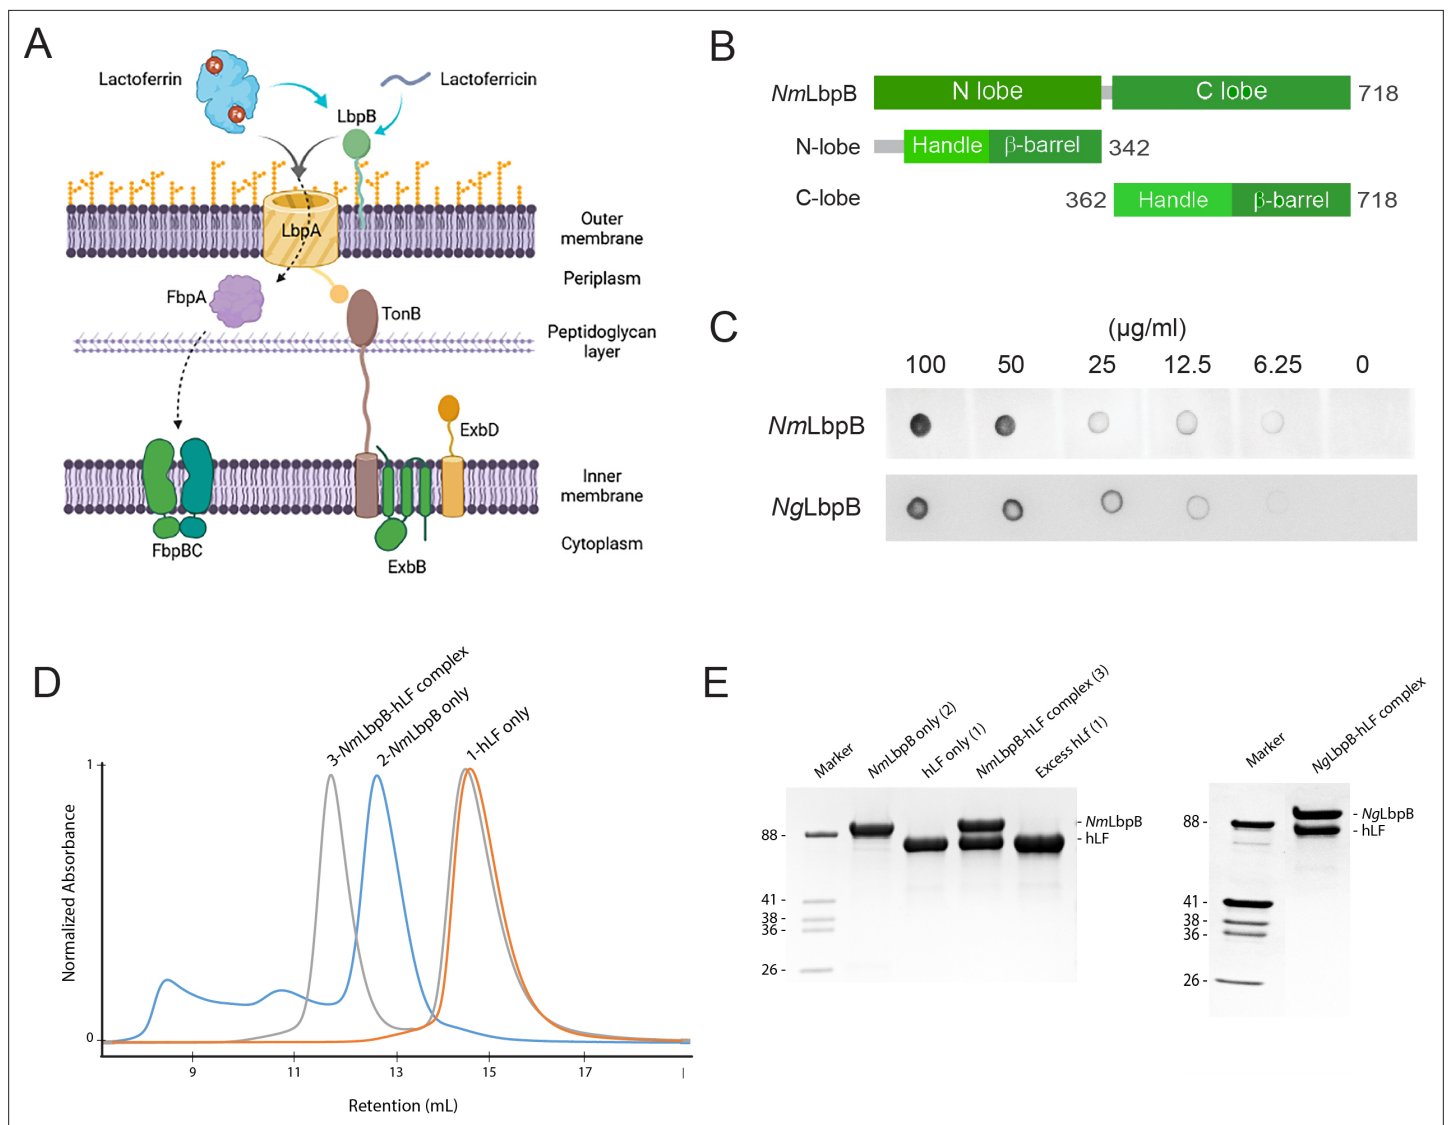 A
Lactoferrin
Fe
Fe
Lactoferricin
LbpB
LbpA
Outer
membrane
Periplasm
FbpA
TonB
Peptidoglycan
layer
ExbD
Inner
membrane
Cytoplasm
FbpBC
ExbB
B
NmLbpB
N lobe
C lobe
718
N-lobe
Handle
β-barrel
342
C-lobe
362
Handle
β-barrel
718
C
(µg/ml)
100 50 25 12.5 6.25 0
NmLbpB
NgLbpB
D
3-NmLbpB-hLF complex
2-NmLbpB only
1-hLF only
1
0
Normalized Absorbance
9 11 13 15 17
Retention (mL)
E
Marker
NmLbpB only (2)
hLF only (1)
NmLbpB-hLF complex (3)
Excess hLf (1)
88 -
41 -
38 -
36 -
26 -
- NmLbpB
- hLF
Marker
NgLbpB-hLF complex
88 -
41 -
38 -
36 -
26 -
- NgLbpB
- hLF